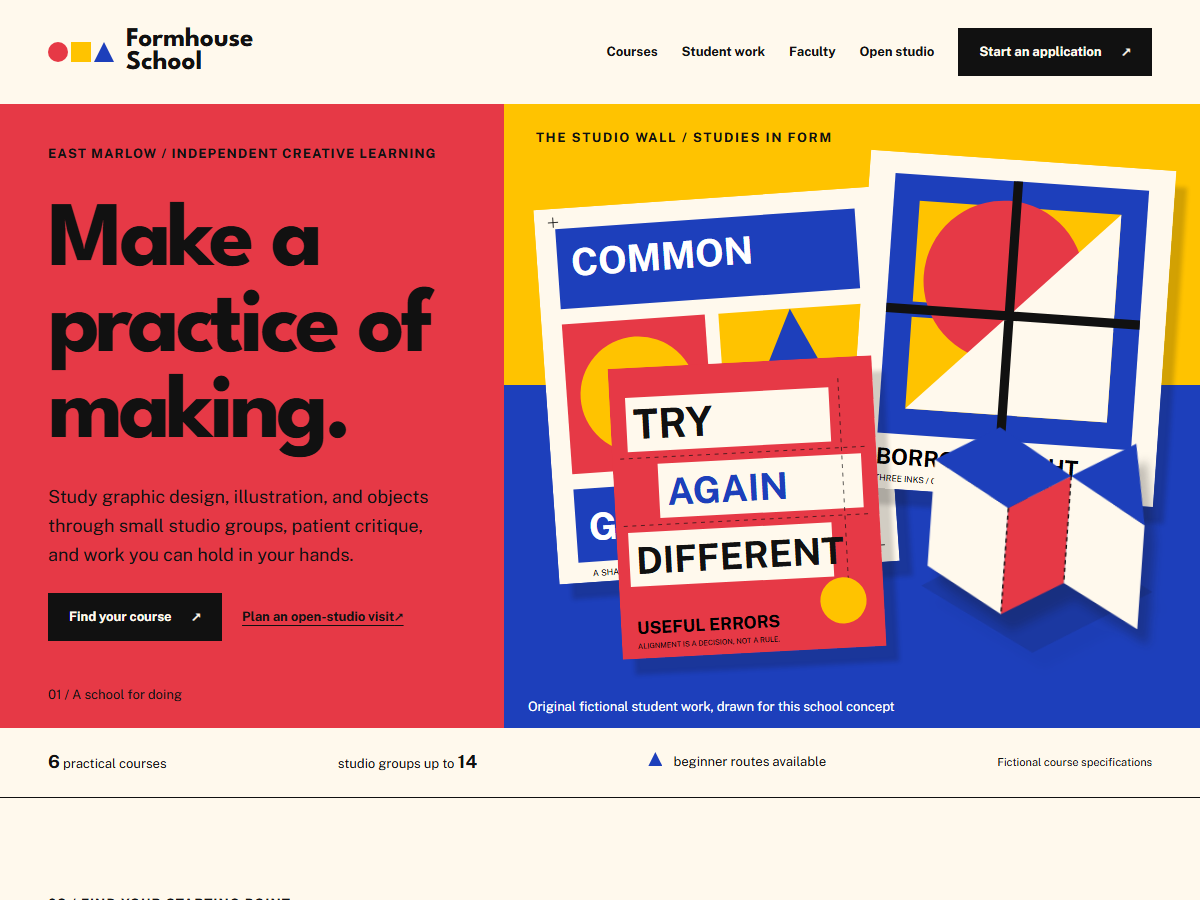 Formhouse
School
Courses
Student work
Faculty
Open studio
Start an application ↗
EAST MARLOW / INDEPENDENT CREATIVE LEARNING
Make a
practice of
making.
Study graphic design, illustration, and objects
through small studio groups, patient critique,
and work you can hold in your hands.
Find your course ↗
Plan an open-studio visit↗
01 / A school for doing
THE STUDIO WALL / STUDIES IN FORM
COMMON
G
A SHA
TRY
AGAIN
DIFFERENT
USEFUL ERRORS
ALIGNMENT IS A DECISION, NOT A RULE.
THREE INKS /
Original fictional student work, drawn for this school concept
6 practical courses
studio groups up to 14
beginner routes available
Fictional course specifications